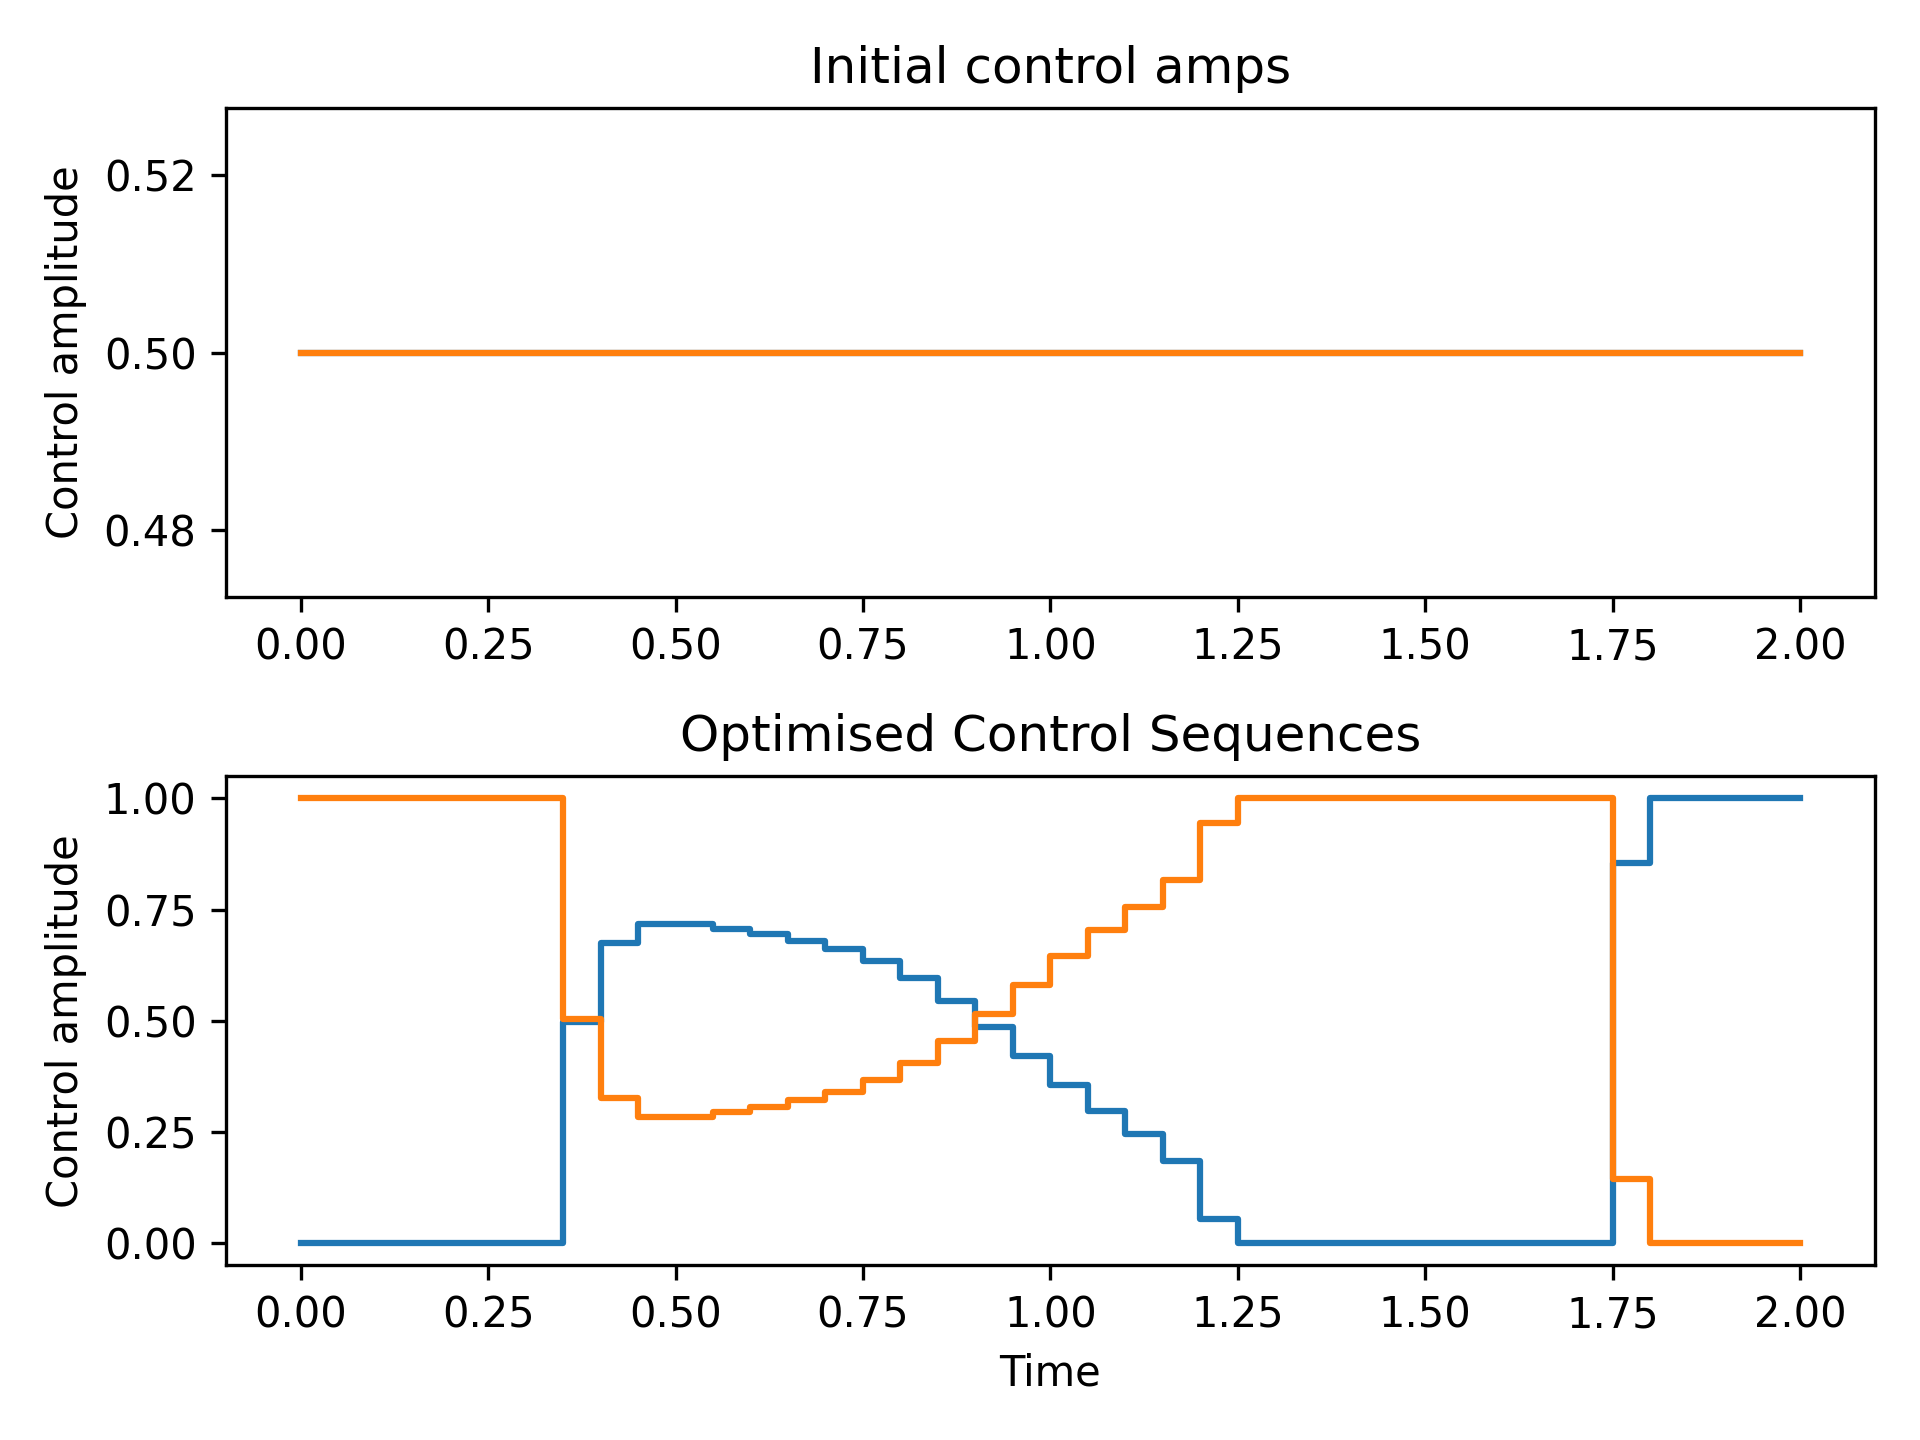 Initial control amps
Control amplitude
0.52
0.50
0.48
0.00 0.25 0.50 0.75 1.00 1.25 1.50 1.75 2.00
Optimised Control Sequences
Control amplitude
1.00
0.75
0.50
0.25
0.00
0.00 0.25 0.50 0.75 1.00 1.25 1.50 1.75 2.00
Time